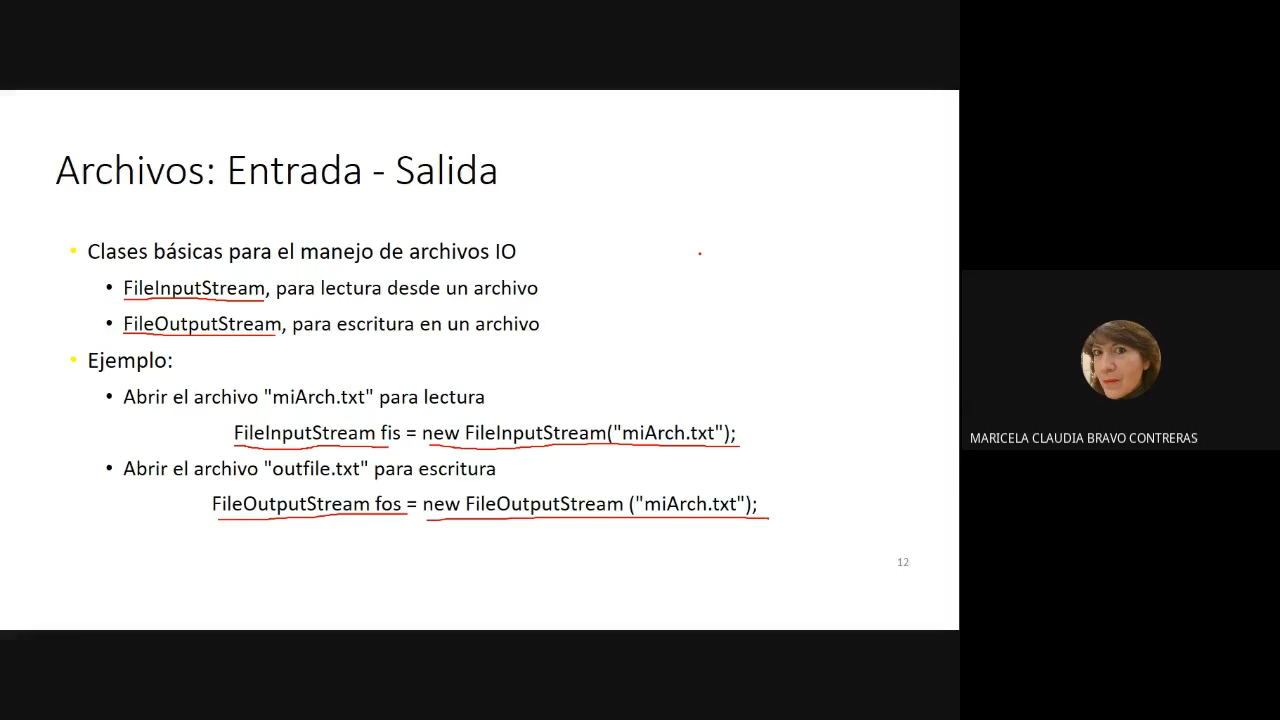 Archivos: Entrada - Salida
• Clases básicas para el manejo de archivos IO
• FileInputStream, para lectura desde un archivo
• FileOutputStream, para escritura en un archivo
• Ejemplo:
• Abrir el archivo "miArch.txt" para lectura
FileInputStream fis = new FileInputStream("miArch.txt");
• Abrir el archivo "outfile.txt" para escritura
FileOutputStream fos = new FileOutputStream ("miArch.txt");
12
MARICELA CLAUDIA BRAVO CONTRERAS